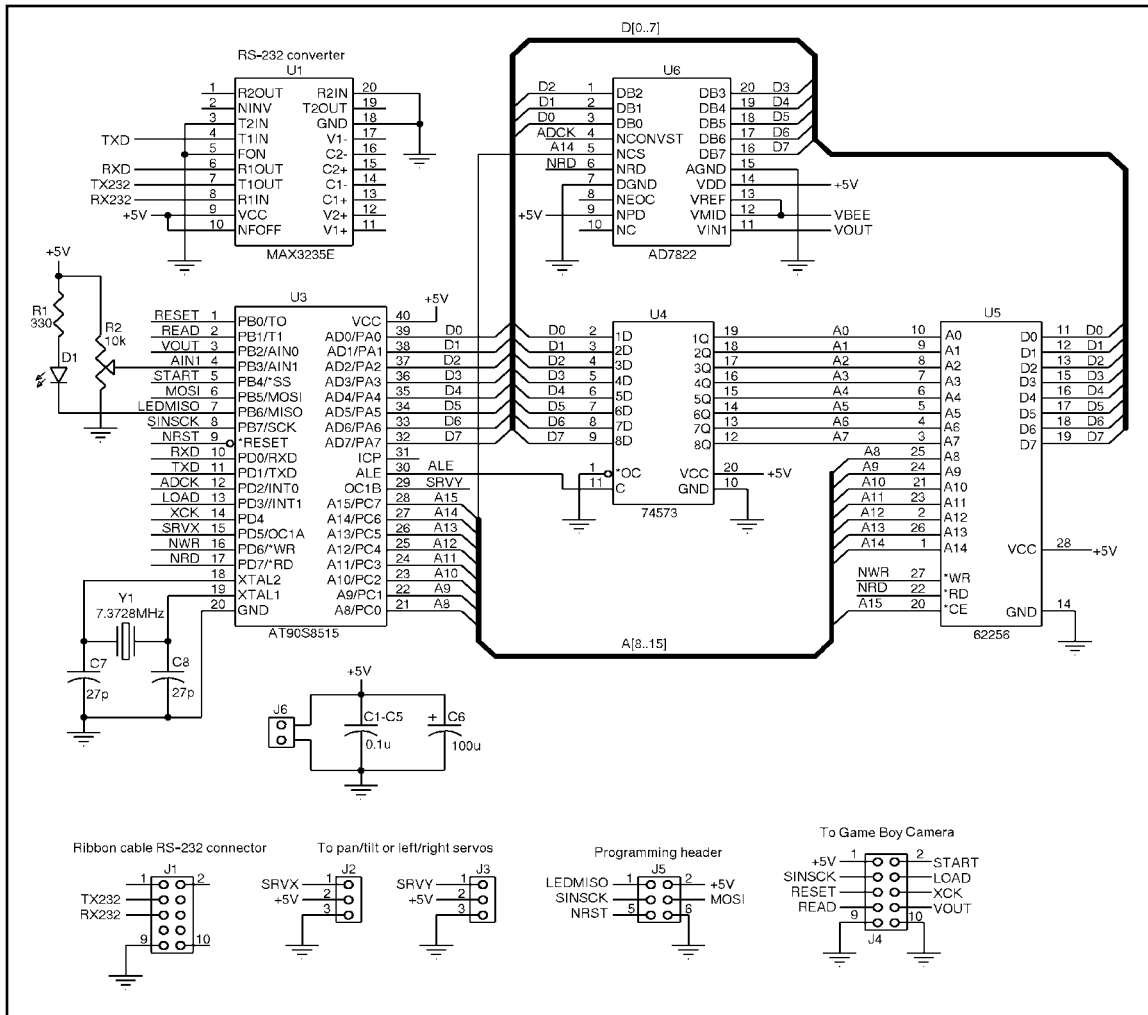 D[0..7]
RS-232 converter
U1
1 R2OUT R2IN 20
2 NINV T2OUT 19
3 T2IN GND 18
TXD 4 T1IN V1- 17
5 FON C2- 16
RXD 6 R1OUT C2+ 15
TX232 7 T1OUT C1- 14
RX232 8 R1IN C1+ 13
+5V 9 VCC V2+ 12
10 NFOFF V1+ 11
MAX3235E
U6
D2 1 DB2 DB3 20 D3
D1 2 DB1 DB4 19 D4
D0 3 DB0 DB5 18 D5
ADCK 4 NCONVST DB6 17 D6
A14 5 NCS DB7 16 D7
NRD 6 NRD AGND 15
7 DGND VDD 14 +5V
8 NEOC VREF 13
+5V 9 NPD VMID 12 VBEE
10 NC VIN1 11 VOUT
AD7822
+5V
R1
330
R2
10k
D1
U3
RESET 1 PB0/TO VCC 40 +5V
READ 2 PB1/T1 AD0/PA0 39 D0
VOUT 3 PB2/AIN0 AD1/PA1 38 D1
AIN1 4 PB3/AIN1 AD2/PA2 37 D2
START 5 PB4/*SS AD3/PA3 36 D3
MOSI 6 PB5/MOSI AD4/PA4 35 D4
LEDMISO 7 PB6/MISO AD5/PA5 34 D5
SINSCK 8 PB7/SCK AD6/PA6 33 D6
NRST 9 *RESET AD7/PA7 32 D7
RXD 10 PD0/RXD ICP 31
TXD 11 PD1/TXD ALE 30 ALE
ADCK 12 PD2/INT0 OC1B 29 SRVY
LOAD 13 PD3//INT1 A15/PC7 28 A15
XCK 14 PD4 A14/PC6 27 A14
SRVX 15 PD5/OC1A A13/PC5 26 A13
NWR 16 PD6/*WR A12/PC4 25 A12
NRD 17 PD7/*RD A11/PC3 24 A11
18 XTAL2 A10/PC2 23 A10
19 XTAL1 A9/PC1 22 A9
20 GND A8/PC0 21 A8
AT90S8515
U4
D0 2 1D 1Q 19 A0
D1 3 2D 2Q 18 A1
D2 4 3D 3Q 17 A2
D3 5 4D 4Q 16 A3
D4 6 5D 5Q 15 A4
D5 7 6D 6Q 14 A5
D6 8 7D 7Q 13 A6
D7 9 8D 8Q 12 A7
1 *OC VCC 20 +5V
11 C GND 10
74573
U5
10 A0 D0 11 D0
9 A1 D1 12 D1
8 A2 D2 13 D2
7 A3 D3 15 D3
6 A4 D4 16 D4
5 A5 D5 17 D5
4 A6 D6 18 D6
3 A7 D7 19 D7
A8 25 A8
A9 24 A9
A10 21 A10
A11 23 A11
A12 2 A12
A13 26 A13
A14 1 A14
VCC 28 +5V
NWR 27 *WR
NRD 22 *RD
A15 20 *CE
GND 14
62256
Y1
7.3728MHz
C7
27p
C8
27p
A[8..15]
+5V
J6
C1-C5
0.1u
+ C6
100u
Ribbon cable RS-232 connector
J1
1 2
TX232
RX232
9 10
To pan/tilt or left/right servos
J2
SRVX 1
+5V 2
3
J3
SRVY 1
+5V 2
3
Programming header
J5
LEDMISO 1 2 +5V
SINSCK MOSI
NRST 5 6
To Game Boy Camera
+5V 1 2 START
SINSCK LOAD
RESET XCK
READ VOUT
9 10
J4